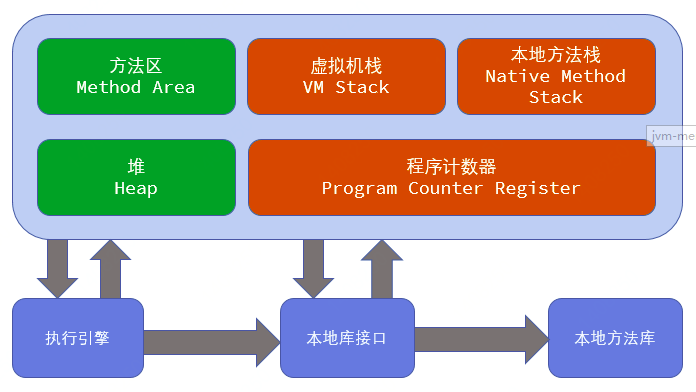 方法区
Method Area
虚拟机栈
VM Stack
本地方法栈
Native Method
Stack
jvm-me
堆
Heap
程序计数器
Program Counter Register
执行引擎
本地库接口
本地方法库